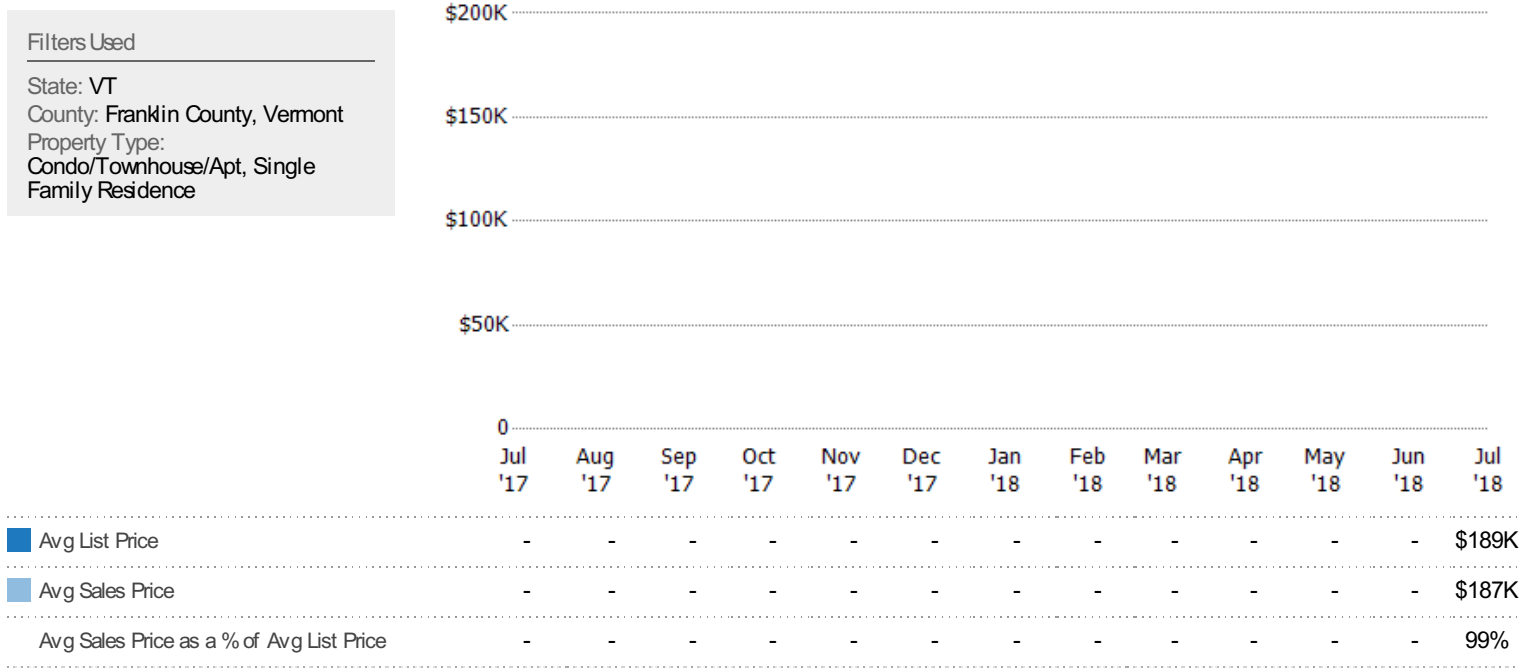 Filters Used
State: VT
County: Franklin County, Vermont
Property Type:
Condo/Townhouse/Apt, Single
Family Residence
$200K
$150K
$100K
$50K
0
Jul Aug Sep Oct Nov Dec Jan Feb Mar Apr May Jun Jul
'17 '17 '17 '17 '17 '17 '18 '18 '18 '18 '18 '18 '18
Avg List Price - - - - - - - - - - - - $189K
Avg Sales Price - - - - - - - - - - - - $187K
Avg Sales Price as a % of Avg List Price - - - - - - - - - - - - 99%